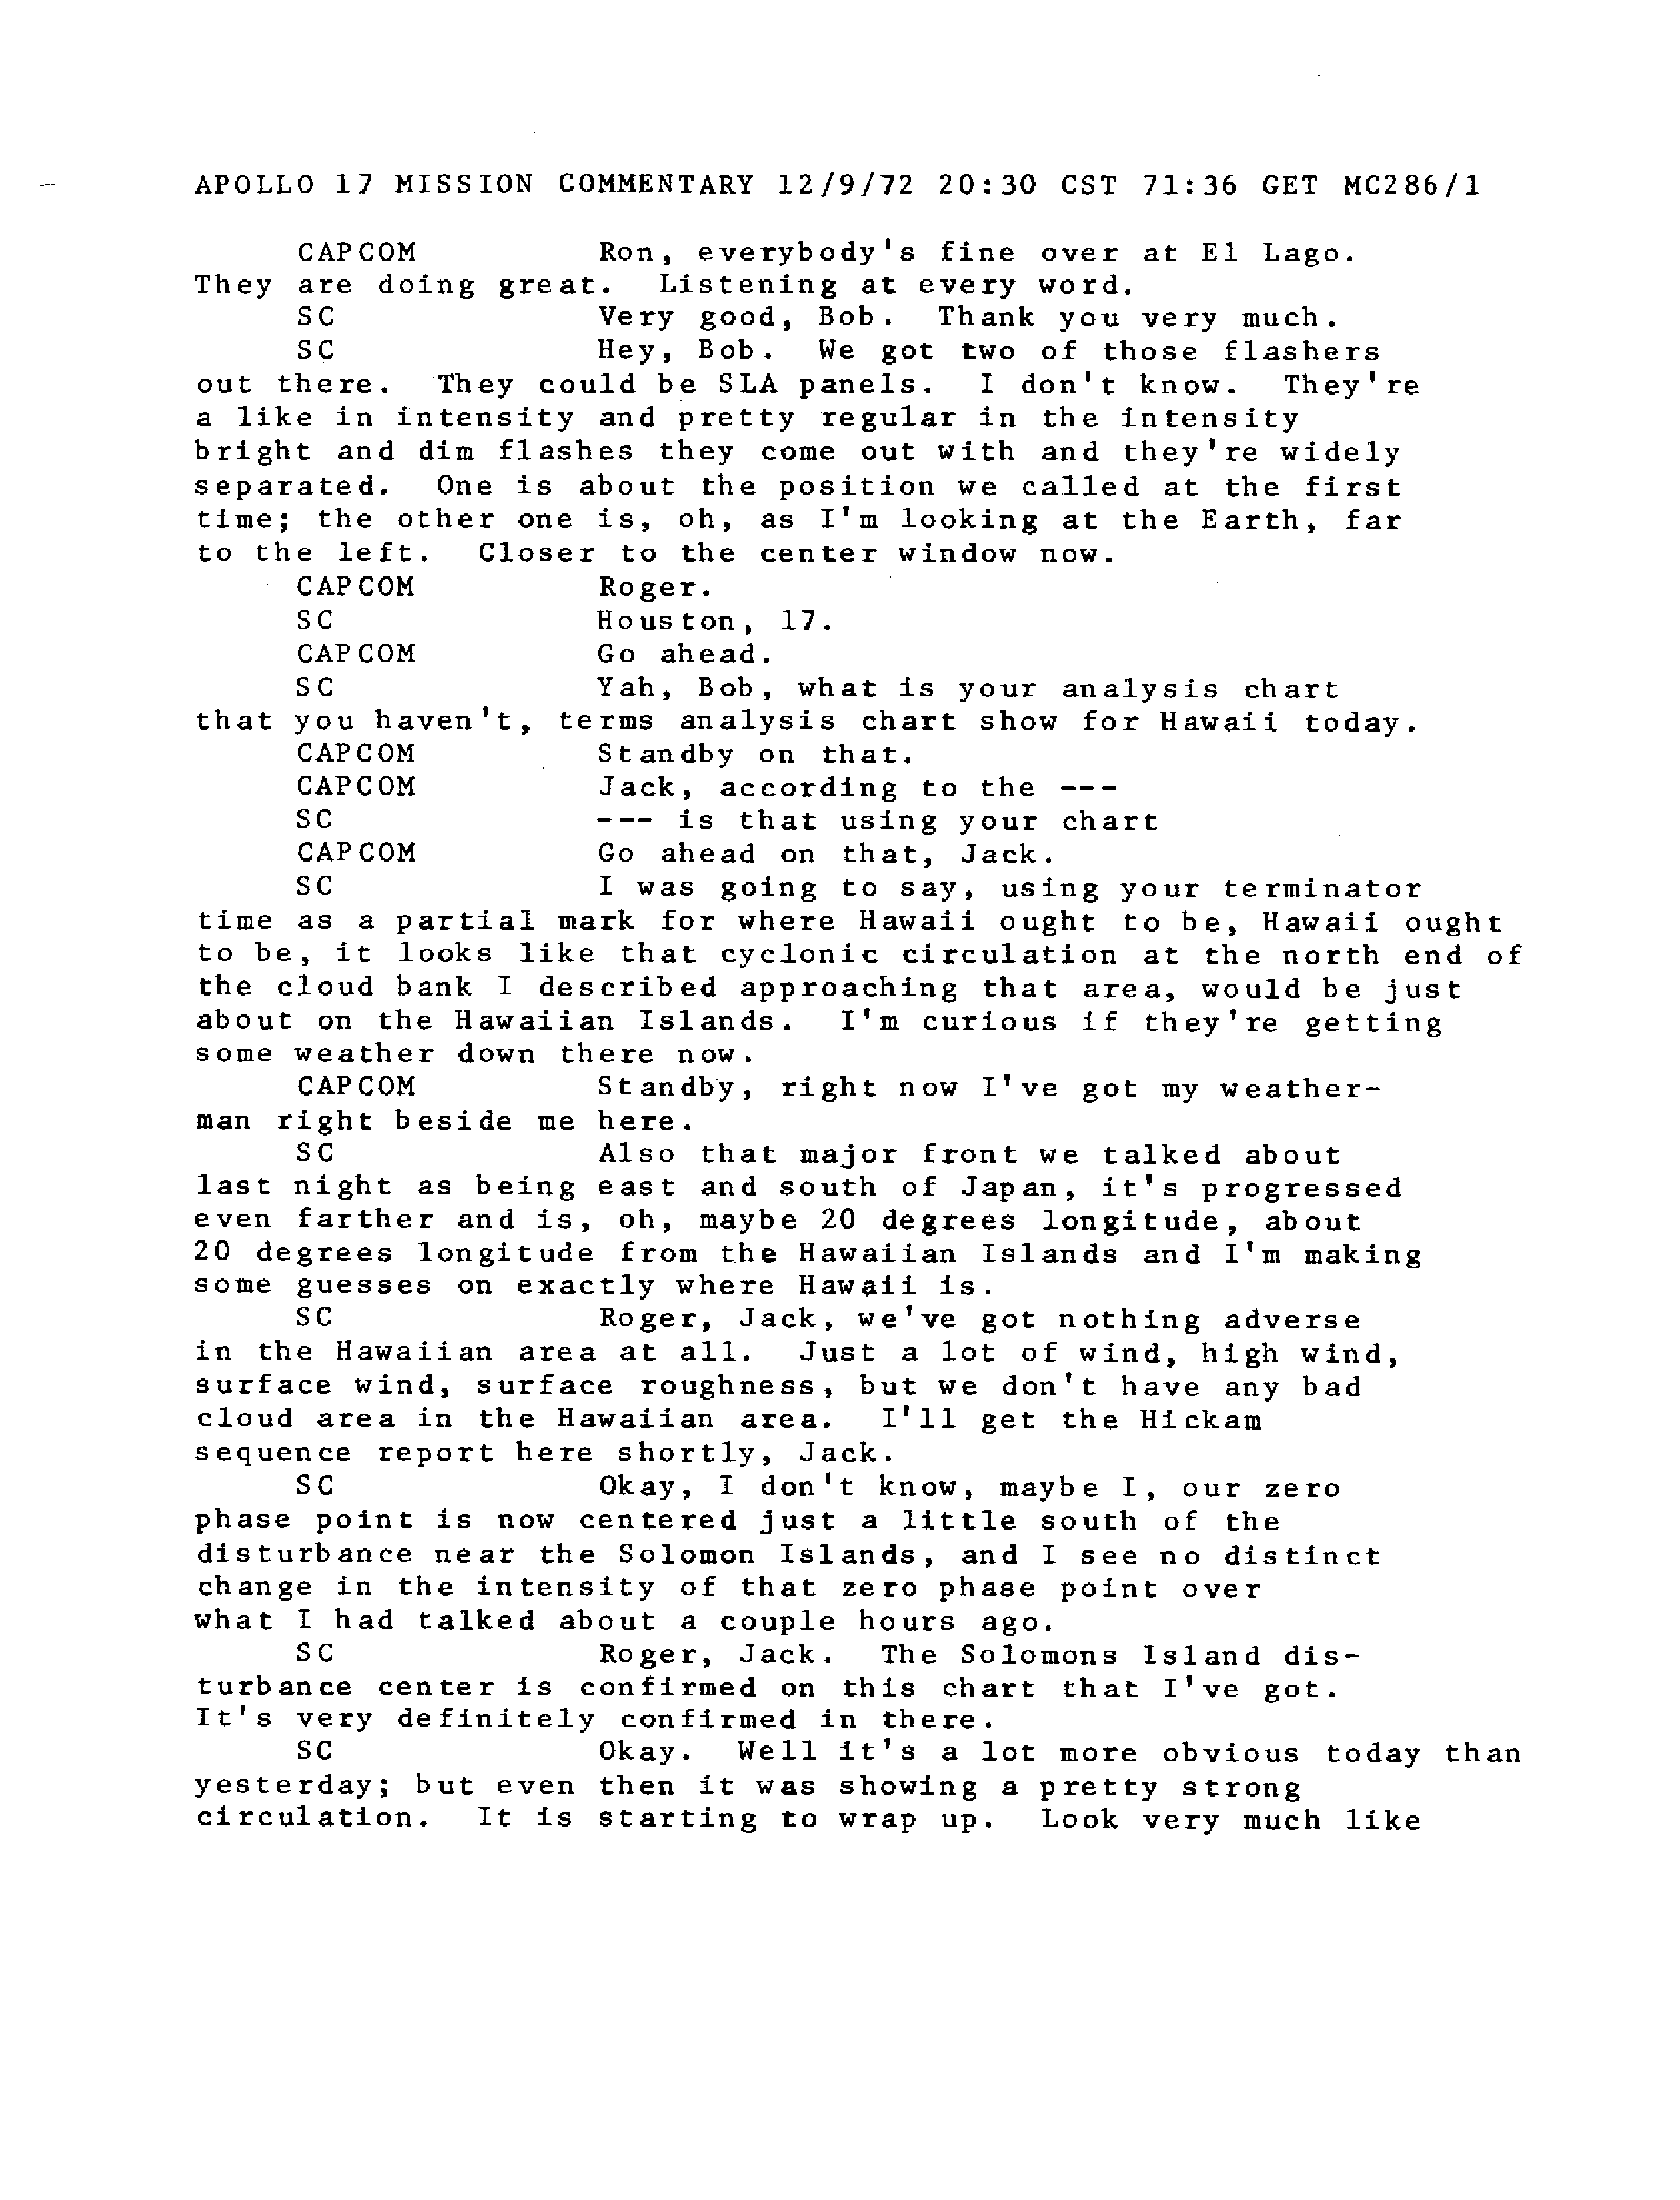 APOLLO 17 MISSION COMMENTARY 12/9/72 20:30 CST 71:36 GET MC286/1
CAPCOM Ron, everybody's fine over at El Lago.
They are doing great. Listening at every word.
SC Very good, Bob. Thank you very much.
SC Hey, Bob. We got two of those flashers
out there. They could be SLA panels. I don't know. They're
a like in intensity and pretty regular in the intensity
bright and dim flashes they come out with and they're widely
separated. One is about the position we called at the first
time; the other one is, oh, as I'm looking at the Earth, far
to the left. Closer to the center window now.
CAPCOM Roger.
SC Houston, 17.
CAPCOM Go ahead.
SC Yah, Bob, what is your analysis chart
that you haven't, terms analysis chart show for Hawaii today.
CAPCOM Standby on that.
CAPCOM Jack, according to the ---
SC --- is that using your chart
CAPCOM Go ahead on that, Jack.
SC I was going to say, using your terminator
time as a partial mark for where Hawaii ought to be, Hawaii ought
to be, it looks like that cyclonic circulation at the north end of
the cloud bank I described approaching that area, would be just
about on the Hawaiian Islands. I'm curious if they're getting
some weather down there now.
CAPCOM Standby, right now I've got my weather-
man right beside me here.
SC Also that major front we talked about
last night as being east and south of Japan, it's progressed
even farther and is, oh, maybe 20 degrees longitude, about
20 degrees longitude from the Hawaiian Islands and I'm making
some guesses on exactly where Hawaii is.
SC Roger, Jack, we've got nothing adverse
in the Hawaiian area at all. Just a lot of wind, high wind,
surface wind, surface roughness, but we don't have any bad
cloud area in the Hawaiian area. I'll get the Hickam
sequence report here shortly, Jack.
SC Okay, I don't know, maybe I, our zero
phase point is now centered just a little south of the
disturbance near the Solomon Islands, and I see no distinct
change in the intensity of that zero phase point over
what I had talked about a couple hours ago.
SC Roger, Jack. The Solomons Island dis-
turbance center is confirmed on this chart that I've got.
It's very definitely confirmed in there.
SC Okay. Well it's a lot more obvious today than
yesterday; but even then it was showing a pretty strong
circulation. It is starting to wrap up. Look very much like